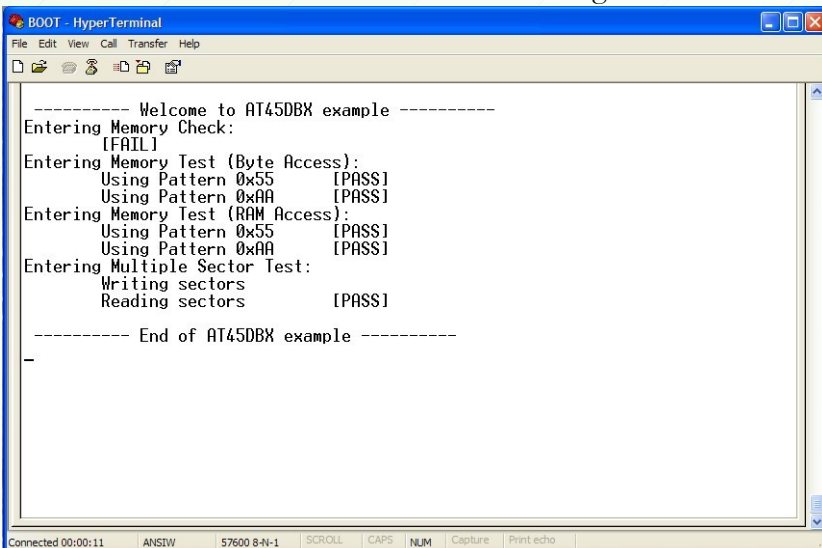 BOOT - HyperTerminal
File Edit View Call Transfer Help
---------- Welcome to AT45DBX example ----------
Entering Memory Check:
[FAIL]
Entering Memory Test (Byte Access):
Using Pattern 0x55 [PASS]
Using Pattern 0xAA [PASS]
Entering Memory Test (RAM Access):
Using Pattern 0x55 [PASS]
Using Pattern 0xAA [PASS]
Entering Multiple Sector Test:
Writing sectors
Reading sectors [PASS]
---------- End of AT45DBX example ----------
_
Connected 00:00:11 ANSIW 57600 8-N-1 SCROLL CAPS NUM Capture Print echo